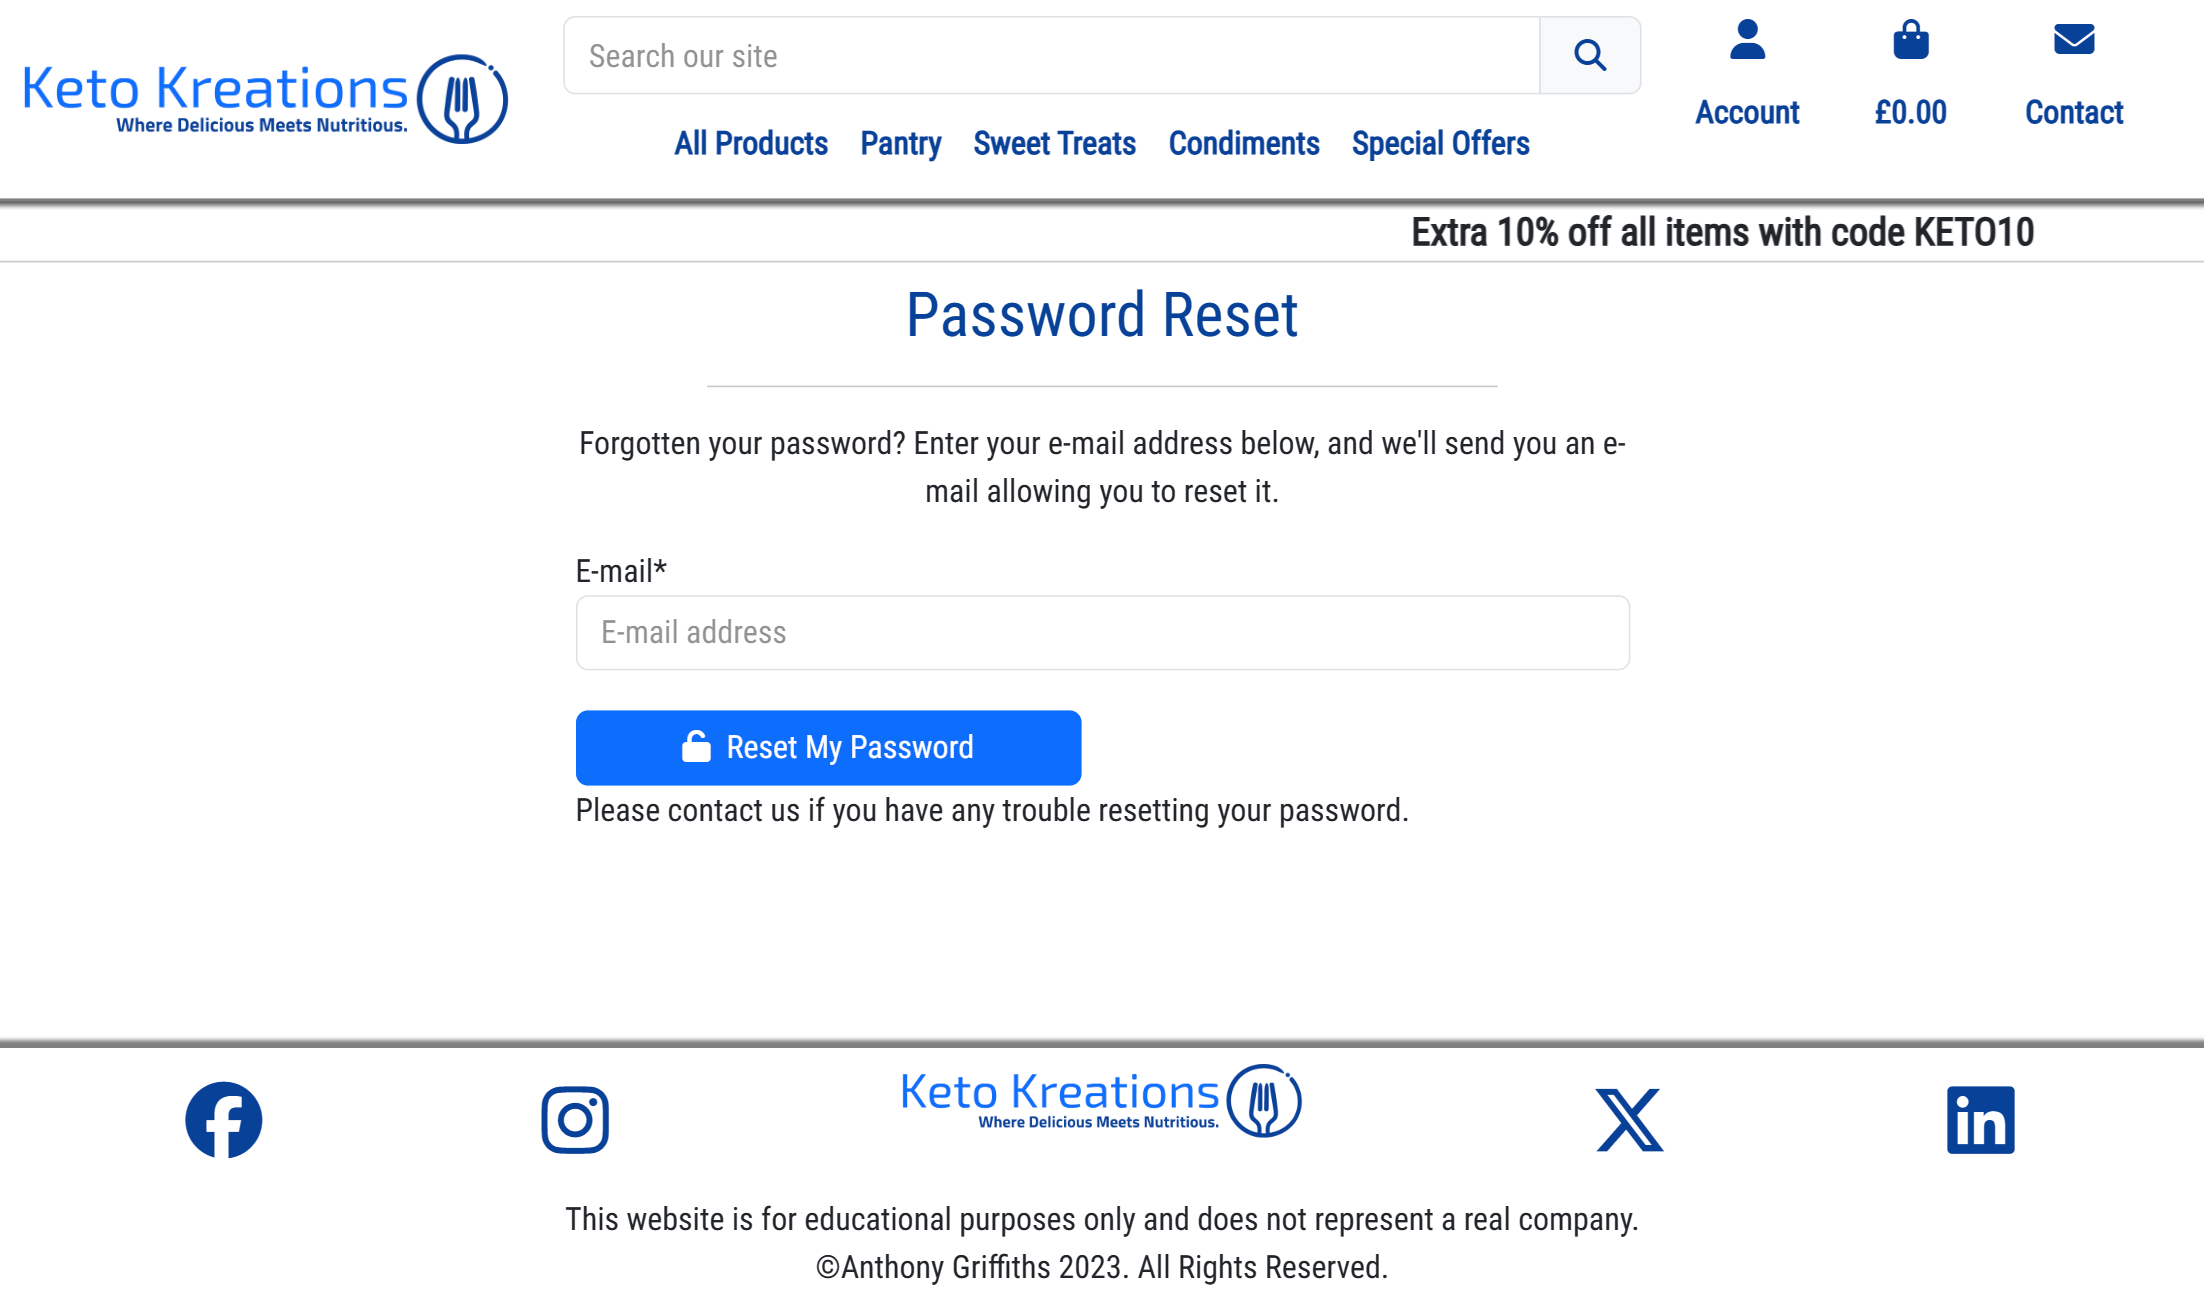 Keto Kreations
Where Delicious Meets Nutritious.
Search our site
All Products Pantry Sweet Treats Condiments Special Offers
Account £0.00 Contact
Extra 10% off all items with code KETO10
Password Reset
Forgotten your password? Enter your e-mail address below, and we'll send you an e-
mail allowing you to reset it.
E-mail*
E-mail address
Reset My Password
Please contact us if you have any trouble resetting your password.
Keto Kreations
Where Delicious Meets Nutritious.
This website is for educational purposes only and does not represent a real company.
©Anthony Griffiths 2023. All Rights Reserved.